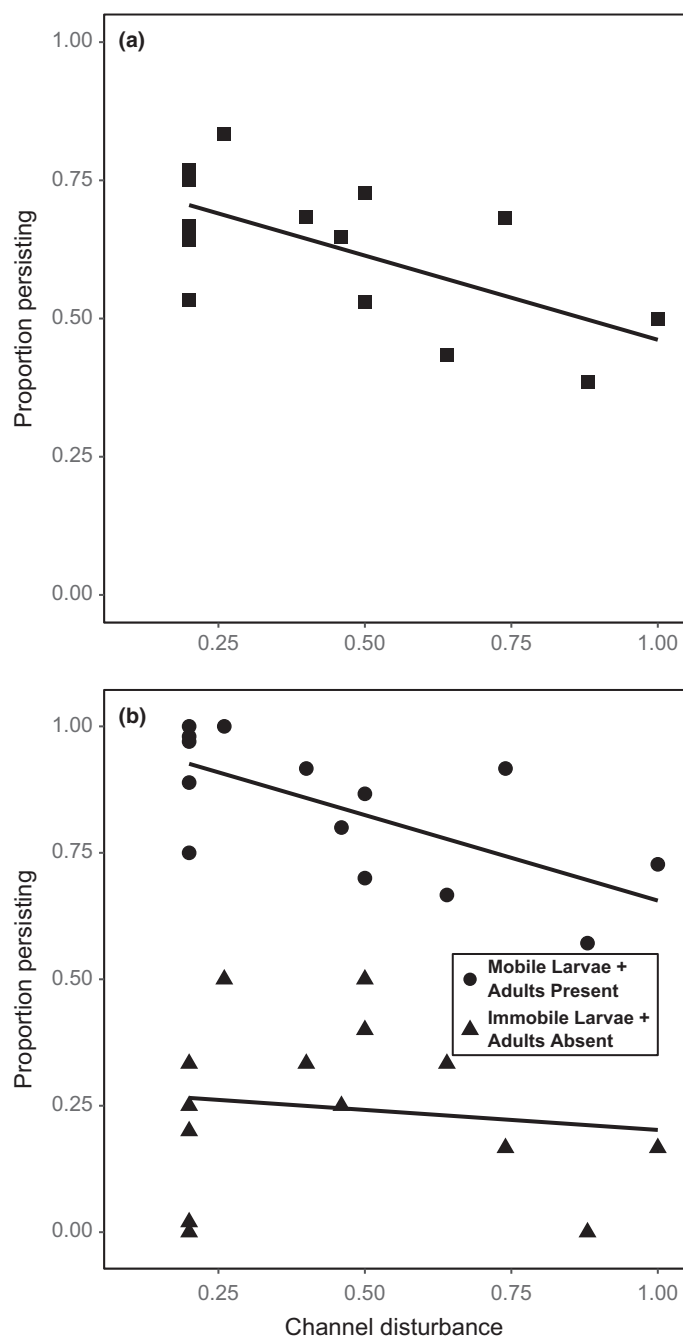 (a)
1.00
0.75
0.50
0.25
0.00
Proportion persisting
0.25 0.50 0.75 1.00
(b)
1.00
0.75
0.50
0.25
0.00
Proportion persisting
Mobile Larvae +
Adults Present
Immobile Larvae +
Adults Absent
0.25 0.50 0.75 1.00
Channel disturbance